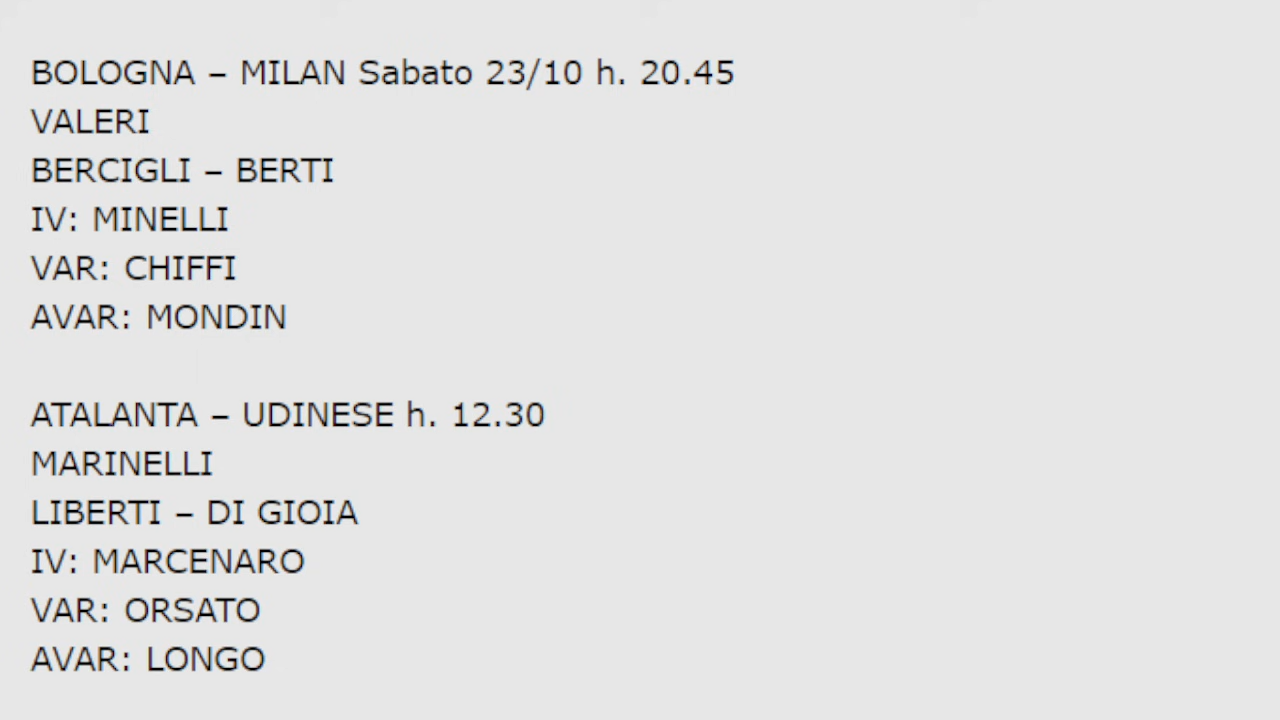 BOLOGNA – MILAN Sabato 23/10 h. 20.45
VALERI
BERCIGLI – BERTI
IV: MINELLI
VAR: CHIFFI
AVAR: MONDIN
ATALANTA – UDINESE h. 12.30
MARINELLI
LIBERTI – DI GIOIA
IV: MARCENARO
VAR: ORSATO
AVAR: LONGO